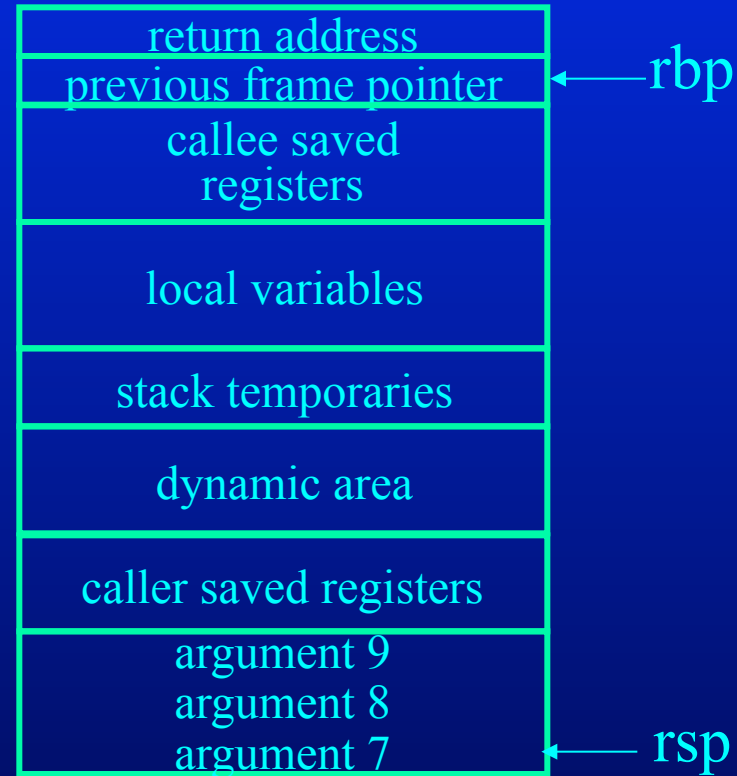 return address
previous frame pointer
rbp
callee saved
registers
local variables
stack temporaries
dynamic area
caller saved registers
argument 9
argument 8
argument 7
rsp